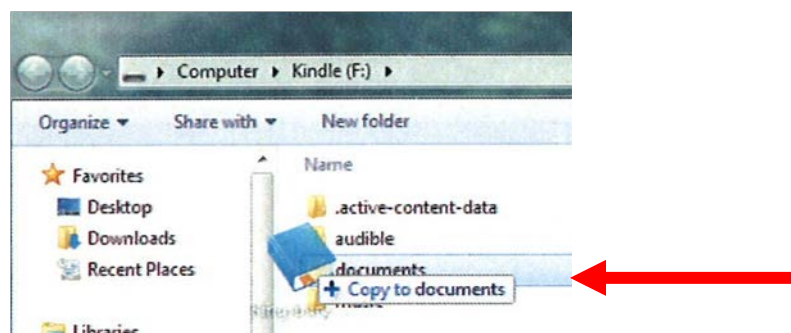 Computer Kindle (F:)
Organize Share with New folder
Name
Favorites
Desktop
Downloads
Recent Places
Libraries
.active-content-data
audible
documents
Copy to documents
music